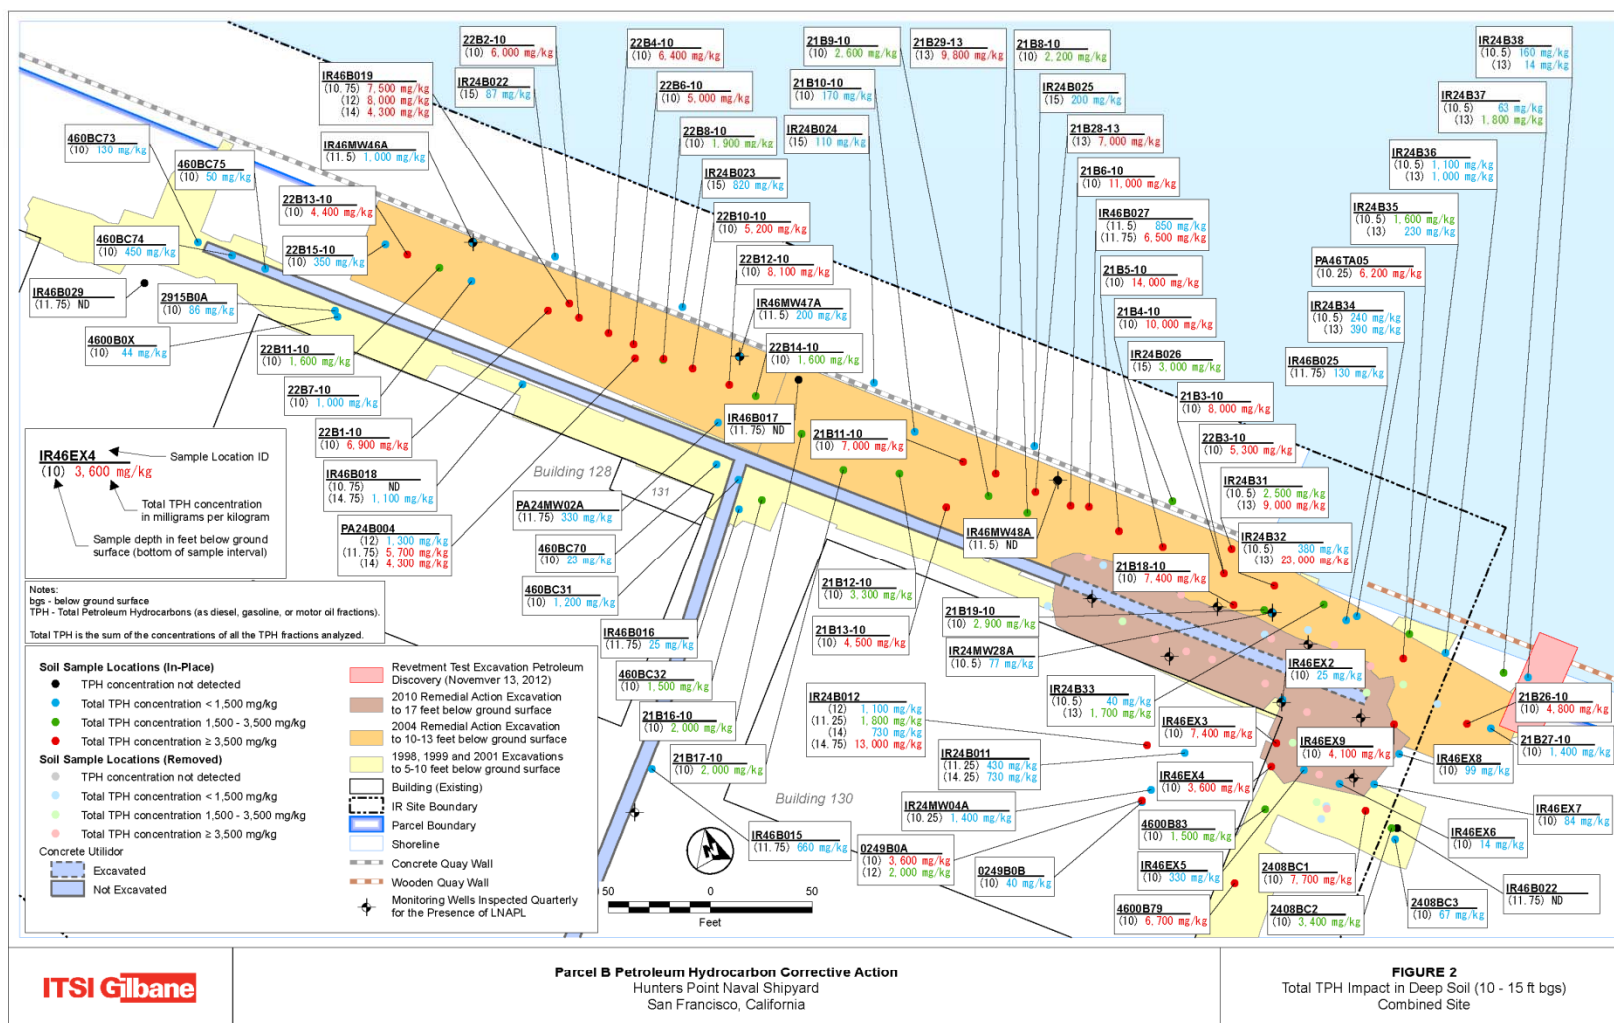 22B2-10
(10) 6,000 mg/kg
22B4-10
(10) 6,400 mg/kg
21B9-10
(10) 2,600 mg/kg
21B29-13
(13) 9,800 mg/kg
21B8-10
(10) 2,200 mg/kg
IR24B38
(10.5) 160 mg/kg
(13) 14 mg/kg
IR46B019
(10.75) 7,500 mg/kg
(12) 8,000 mg/kg
(14) 4,300 mg/kg
IR24B022
(15) 87 mg/kg
22B6-10
(10) 5,000 mg/kg
21B10-10
(10) 170 mg/kg
IR24B025
(15) 200 mg/kg
IR24B37
(10.5) 63 mg/kg
(13) 1,800 mg/kg
460BC73
(10) 130 mg/kg
IR46MW46A
(11.5) 1,000 mg/kg
22B8-10
(10) 1,900 mg/kg
IR24B024
(15) 110 mg/kg
21B28-13
(13) 7,000 mg/kg
IR24B36
(10.5) 1,100 mg/kg
(13) 1,000 mg/kg
460BC75
(10) 50 mg/kg
IR24B023
(15) 820 mg/kg
21B6-10
(10) 11,000 mg/kg
22B13-10
(10) 4,400 mg/kg
22B10-10
(10) 5,200 mg/kg
IR46B027
(11.5) 850 mg/kg
(11.75) 6,500 mg/kg
IR24B35
(10.5) 1,600 mg/kg
(13) 230 mg/kg
460BC74
(10) 450 mg/kg
22B15-10
(10) 350 mg/kg
22B12-10
(10) 8,100 mg/kg
21B5-10
(10) 14,000 mg/kg
PA46TA05
(10.25) 6,200 mg/kg
IR46B029
(11.75) ND
2915B0A
(10) 86 mg/kg
IR46MW47A
(11.5) 200 mg/kg
21B4-10
(10) 10,000 mg/kg
IR24B34
(10.5) 240 mg/kg
(13) 390 mg/kg
4600B0X
(10) 44 mg/kg
22B11-10
(10) 1,600 mg/kg
22B14-10
(10) 1,600 mg/kg
IR24B026
(15) 3,000 mg/kg
IR46B025
(11.75) 130 mg/kg
22B7-10
(10) 1,000 mg/kg
21B3-10
(10) 8,000 mg/kg
IR46B017
(11.75) ND
22B1-10
(10) 6,900 mg/kg
21B11-10
(10) 7,000 mg/kg
22B3-10
(10) 5,300 mg/kg
IR46EX4
(10) 3,600 mg/kg
Sample Location ID
Total TPH concentration
in milligrams per kilogram
Sample depth in feet below ground
surface (bottom of sample interval)
IR46B018
(10.75) ND
(14.75) 1,100 mg/kg
Building 128
131
IR24B31
(10.5) 2,500 mg/kg
(13) 9,000 mg/kg
PA24MW02A
(11.75) 330 mg/kg
PA24B004
(12) 1,300 mg/kg
(11.75) 5,700 mg/kg
(14) 4,300 mg/kg
IR46MW48A
(11.5) ND
IR24B32
(10.5) 380 mg/kg
(13) 23,000 mg/kg
460BC70
(10) 23 mg/kg
21B18-10
(10) 7,400 mg/kg
460BC31
(10) 1,200 mg/kg
21B12-10
(10) 3,300 mg/kg
21B19-10
(10) 2,900 mg/kg
Notes:
bgs - below ground surface
TPH - Total Petroleum Hydrocarbons (as diesel, gasoline, or motor oil fractions).
Total TPH is the sum of the concentrations of all the TPH fractions analyzed.
IR46B016
(11.75) 25 mg/kg
21B13-10
(10) 4,500 mg/kg
IR24MW28A
(10.5) 77 mg/kg
IR46EX2
(10) 25 mg/kg
460BC32
(10) 1,500 mg/kg
IR24B33
(10.5) 40 mg/kg
(13) 1,700 mg/kg
IR24B012
(12) 1,100 mg/kg
(11.25) 1,800 mg/kg
(14) 730 mg/kg
(14.75) 13,000 mg/kg
21B26-10
(10) 4,800 mg/kg
21B16-10
(10) 2,000 mg/kg
IR46EX3
(10) 7,400 mg/kg
21B27-10
(10) 1,400 mg/kg
21B17-10
(10) 2,000 mg/kg
IR24B011
(11.25) 430 mg/kg
(14.25) 730 mg/kg
IR46EX9
(10) 4,100 mg/kg
IR46EX8
(10) 99 mg/kg
IR46EX4
(10) 3,600 mg/kg
Building 130
IR24MW04A
(10.25) 1,400 mg/kg
IR46EX7
(10) 84 mg/kg
IR46B015
(11.75) 660 mg/kg
4600B83
(10) 1,500 mg/kg
IR46EX6
(10) 14 mg/kg
0249B0A
(10) 3,600 mg/kg
(12) 2,000 mg/kg
0249B0B
(10) 40 mg/kg
IR46EX5
(10) 330 mg/kg
2408BC1
(10) 7,700 mg/kg
IR46B022
(11.75) ND
4600B79
(10) 6,700 mg/kg
2408BC2
(10) 3,400 mg/kg
2408BC3
(10) 67 mg/kg
Soil Sample Locations (In-Place)
TPH concentration not detected
Total TPH concentration < 1,500 mg/kg
Total TPH concentration 1,500 - 3,500 mg/kg
Total TPH concentration ≥ 3,500 mg/kg
Soil Sample Locations (Removed)
TPH concentration not detected
Total TPH concentration < 1,500 mg/kg
Total TPH concentration 1,500 - 3,500 mg/kg
Total TPH concentration ≥ 3,500 mg/kg
Concrete Utilidor
Excavated
Not Excavated
Revetment Test Excavation Petroleum
Discovery (Novemver 13, 2012)
2010 Remedial Action Excavation
to 17 feet below ground surface
2004 Remedial Action Excavation
to 10-13 feet below ground surface
1998, 1999 and 2001 Excavations
to 5-10 feet below ground surface
Building (Existing)
IR Site Boundary
Parcel Boundary
Shoreline
Concrete Quay Wall
Wooden Quay Wall
Monitoring Wells Inspected Quarterly
for the Presence of LNAPL
N
50 0 50
Feet
ITSI Gilbane
Parcel B Petroleum Hydrocarbon Corrective Action
Hunters Point Naval Shipyard
San Francisco, California
FIGURE 2
Total TPH Impact in Deep Soil (10 - 15 ft bgs)
Combined Site